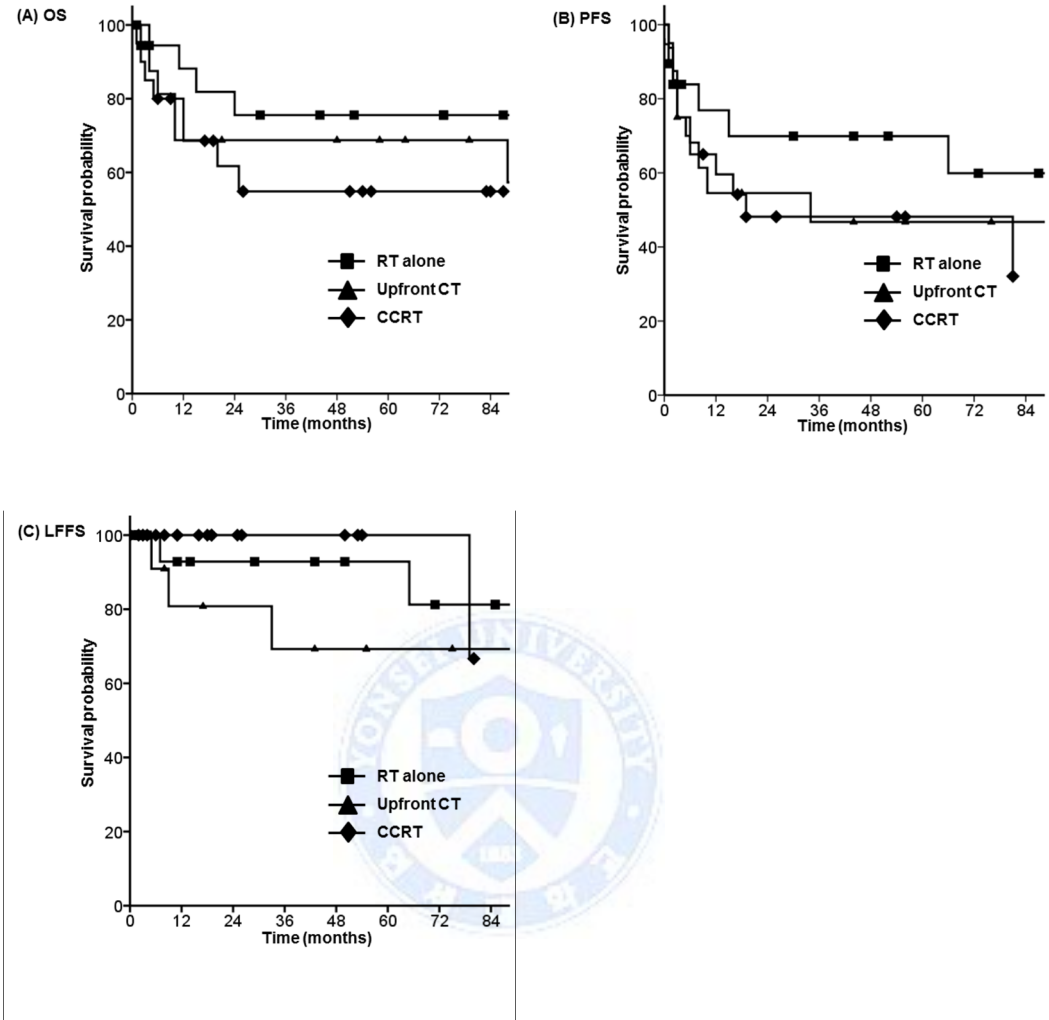 (A) OS
100
80
60
40
20
0
Survival probability
RT alone
Upfront CT
CCRT
0 12 24 36 48 60 72 84
Time (months)
(B) PFS
100
80
60
40
20
0
Survival probability
RT alone
Upfront CT
CCRT
0 12 24 36 48 60 72 84
Time (months)
(C) LFFS
100
80
60
40
20
0
Survival probability
RT alone
Upfront CT
CCRT
0 12 24 36 48 60 72 84
Time (months)
YONSEI UNIVERSITY
1885